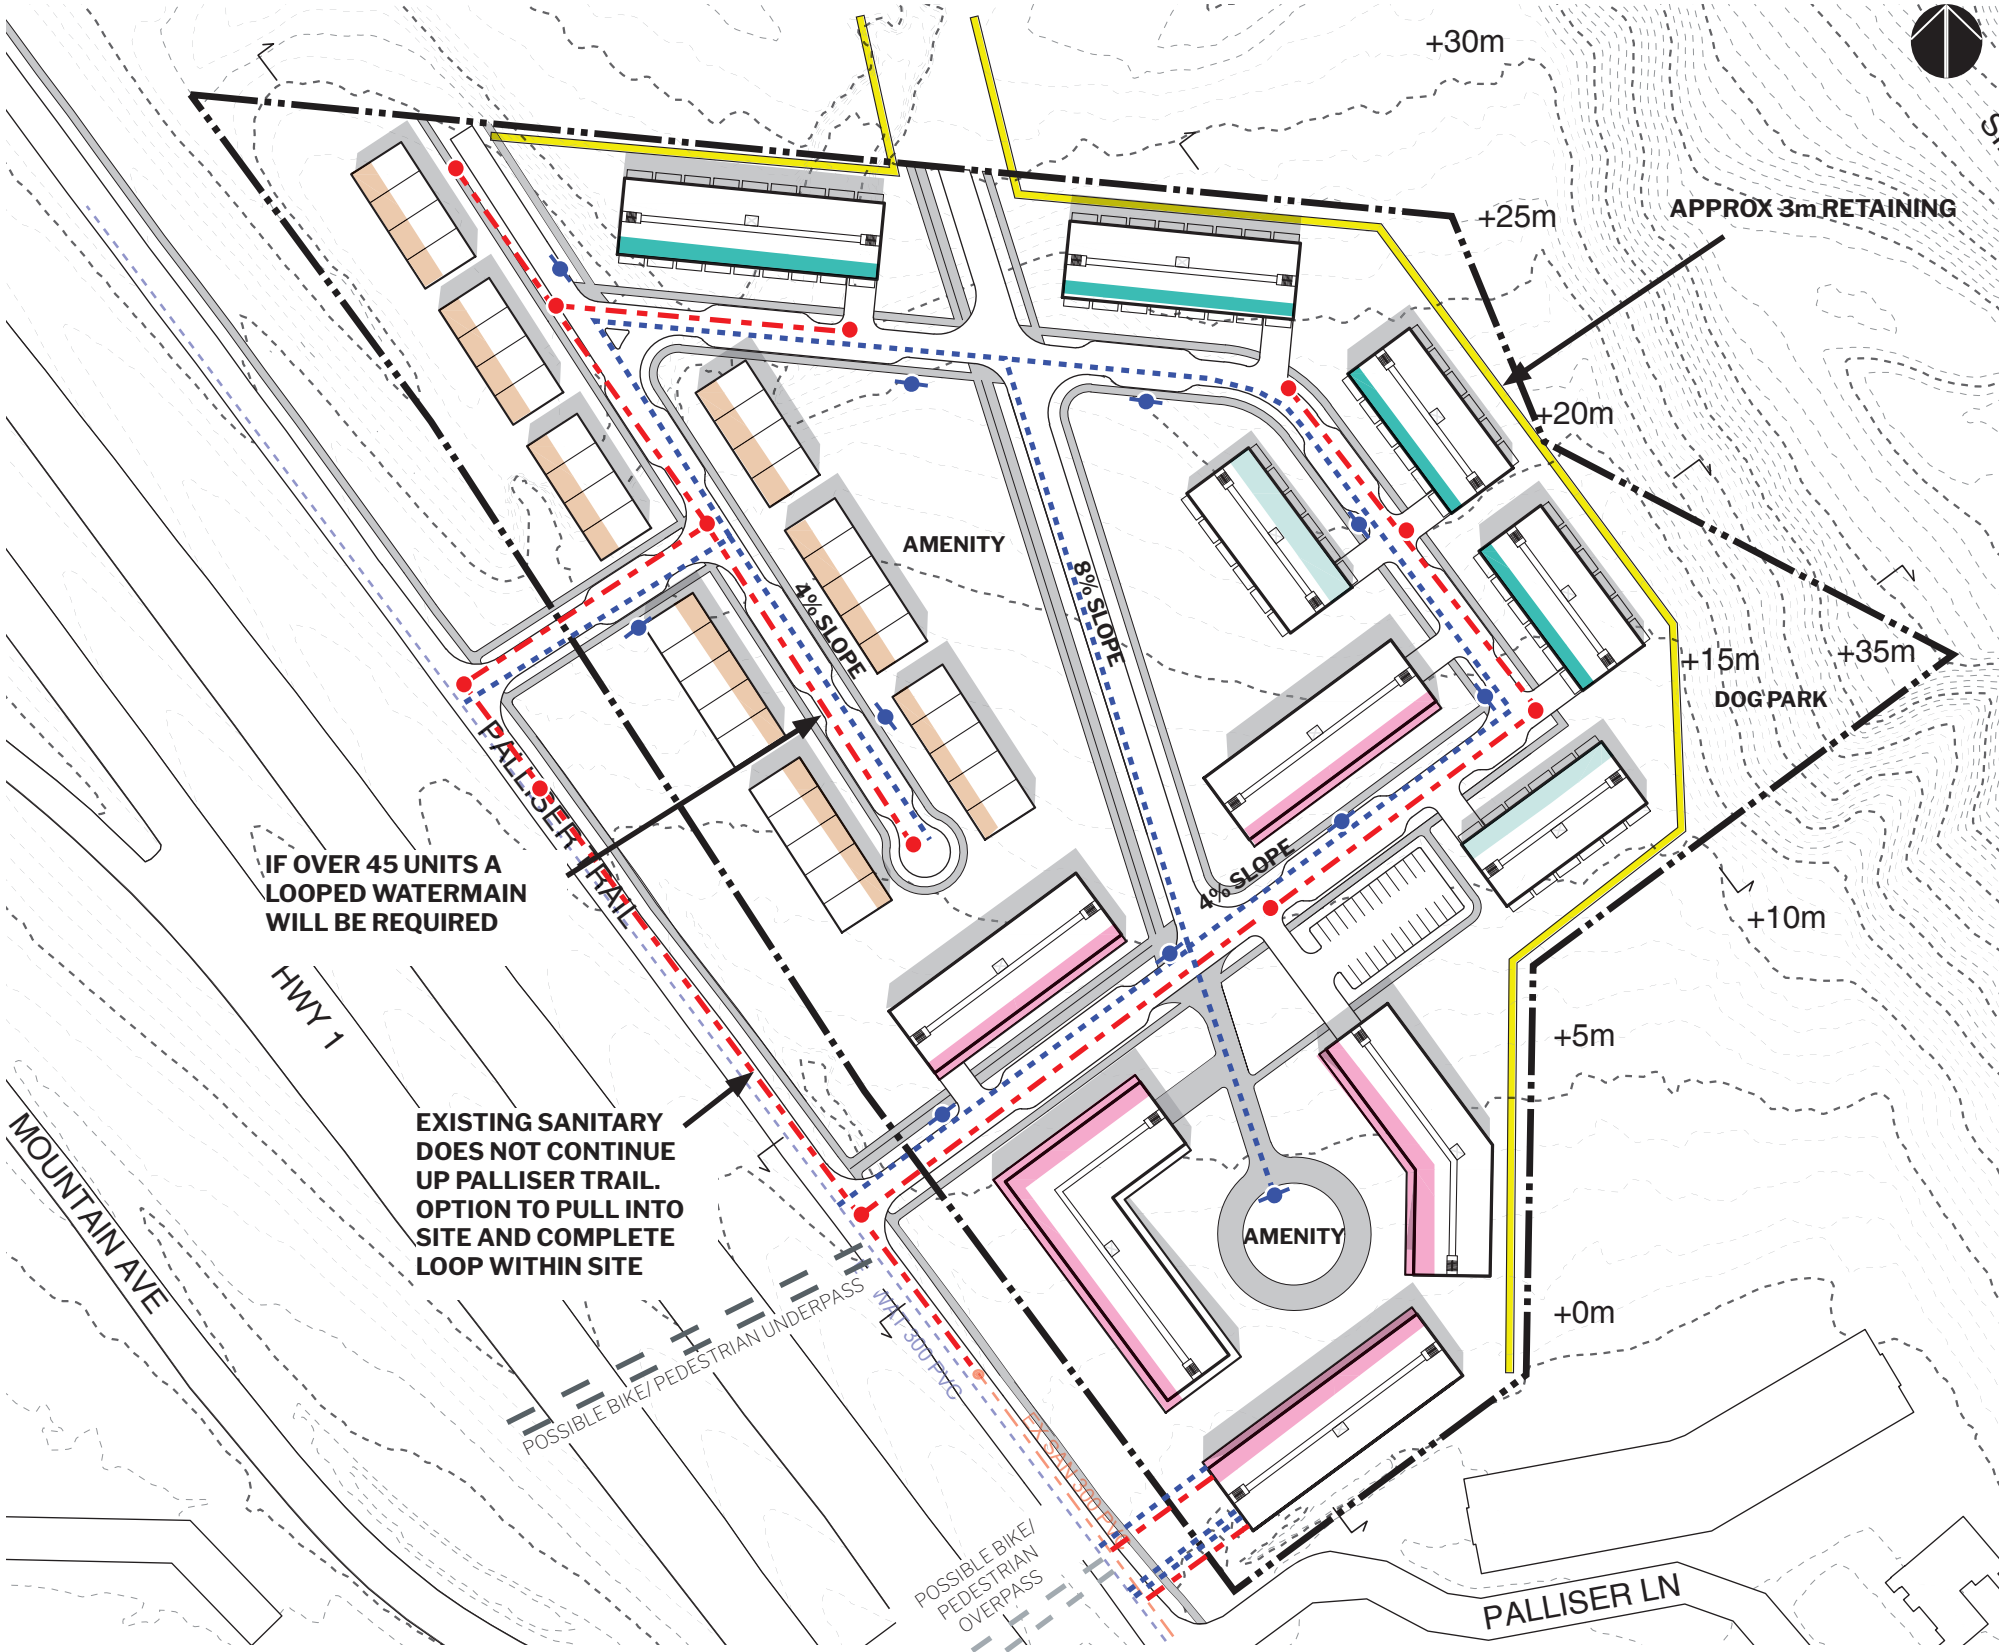 +30m
+25m
APPROX 3m RETAINING
+20m
AMENITY
4% SLOPE
8% SLOPE
+15m
+35m
DOG PARK
PALLISER TRAIL
IF OVER 45 UNITS A
LOOPED WATERMAIN
WILL BE REQUIRED
4% SLOPE
+10m
HWY 1
+5m
EXISTING SANITARY
DOES NOT CONTINUE
UP PALLISER TRAIL.
OPTION TO PULL INTO
SITE AND COMPLETE
LOOP WITHIN SITE
MOUNTAIN AVE
AMENITY
+0m
POSSIBLE BIKE/ PEDESTRIAN UNDERPASS
WAT 300 PVC
EX SAN 300 PVC
POSSIBLE BIKE/
PEDESTRIAN
OVERPASS
PALLISER LN